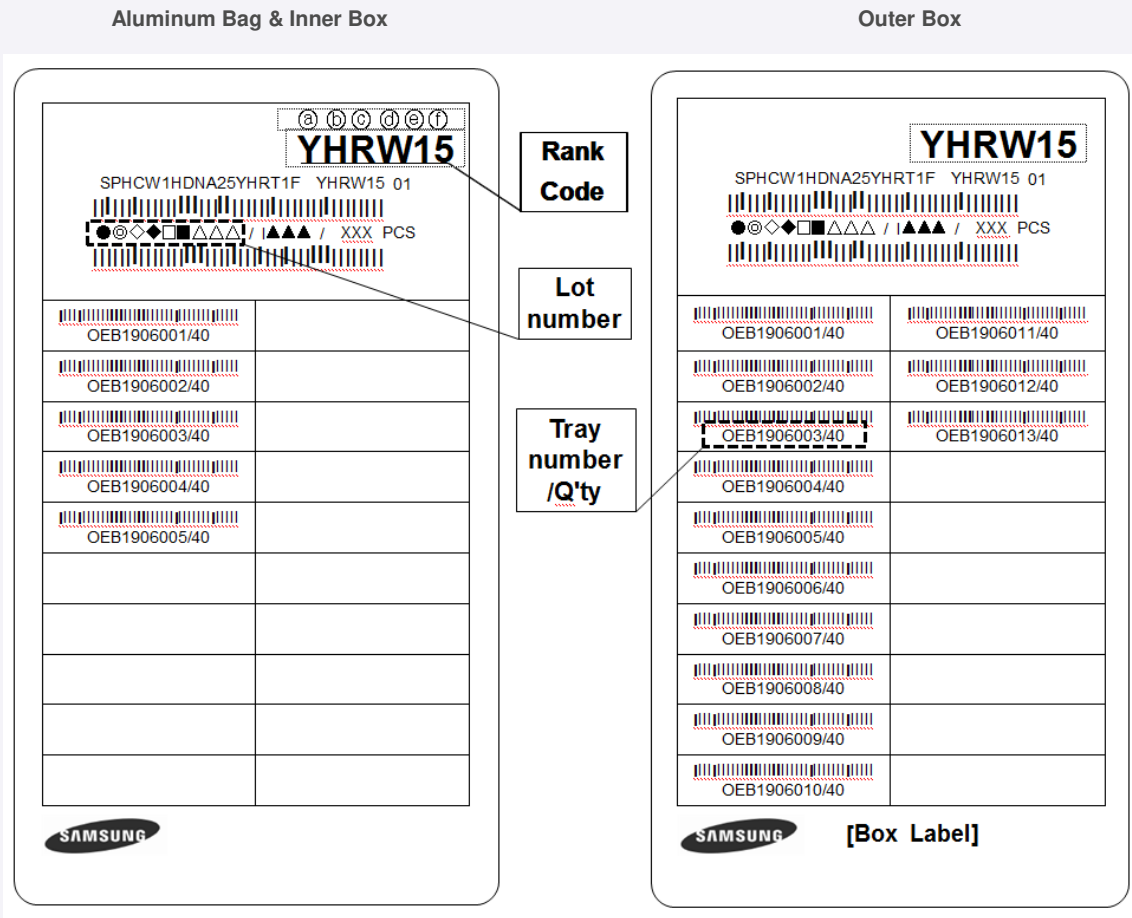 Aluminum Bag & Inner Box
ⓐ ⓑ ⓒ ⓓ ⓔ ⓕ
YHRW15
SPHCW1HDNA25YHRT1F YHRW15 01
●◎◇◆□■△△△ / I▲▲▲ / XXX PCS
OEB1906001/40
OEB1906002/40
OEB1906003/40
OEB1906004/40
OEB1906005/40
SAMSUNG
Rank
Code
Lot
number
Tray
number
/Q'ty
Outer Box
YHRW15
SPHCW1HDNA25YHRT1F YHRW15 01
●◎◇◆□■△△△ / I▲▲▲ / XXX PCS
OEB1906001/40 OEB1906011/40
OEB1906002/40 OEB1906012/40
OEB1906003/40 OEB1906013/40
OEB1906004/40
OEB1906005/40
OEB1906006/40
OEB1906007/40
OEB1906008/40
OEB1906009/40
OEB1906010/40
SAMSUNG [Box Label]